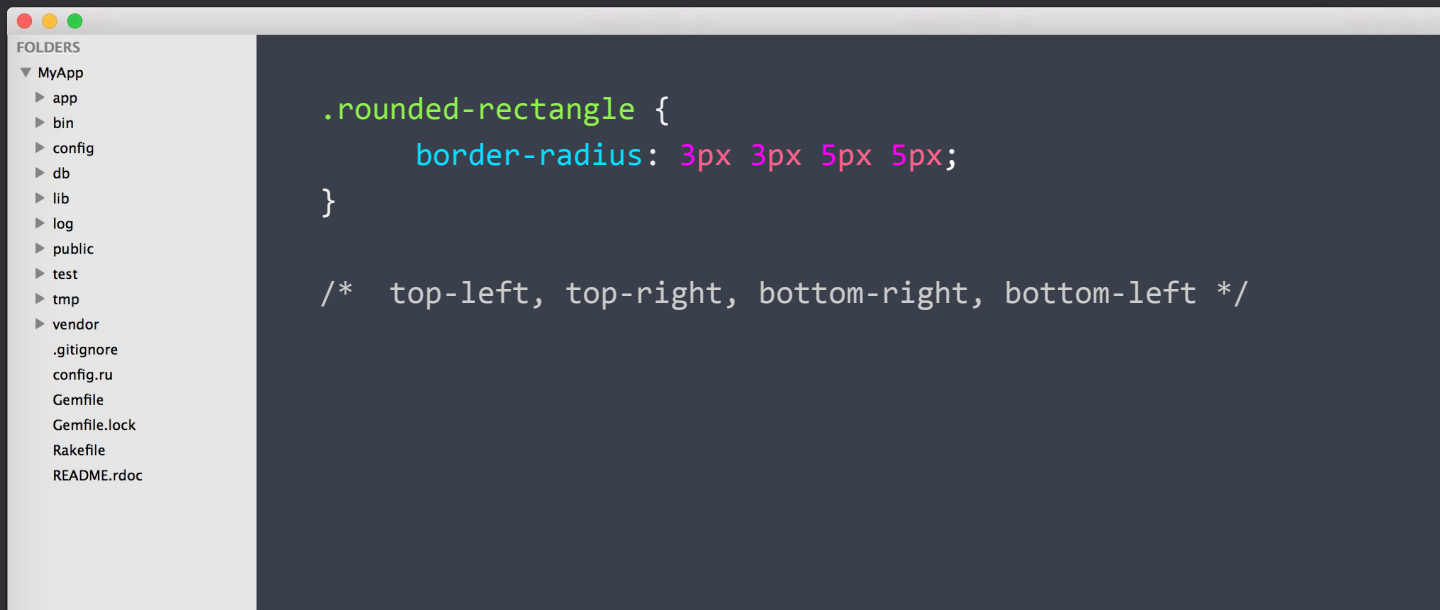 FOLDERS
MyApp
app
bin
config
db
lib
log
public
test
tmp
vendor
.gitignore
config.ru
Gemfile
Gemfile.lock
Rakefile
README.rdoc
.rounded-rectangle {
border-radius: 3px 3px 5px 5px;
}
/*  top-left, top-right, bottom-right, bottom-left */